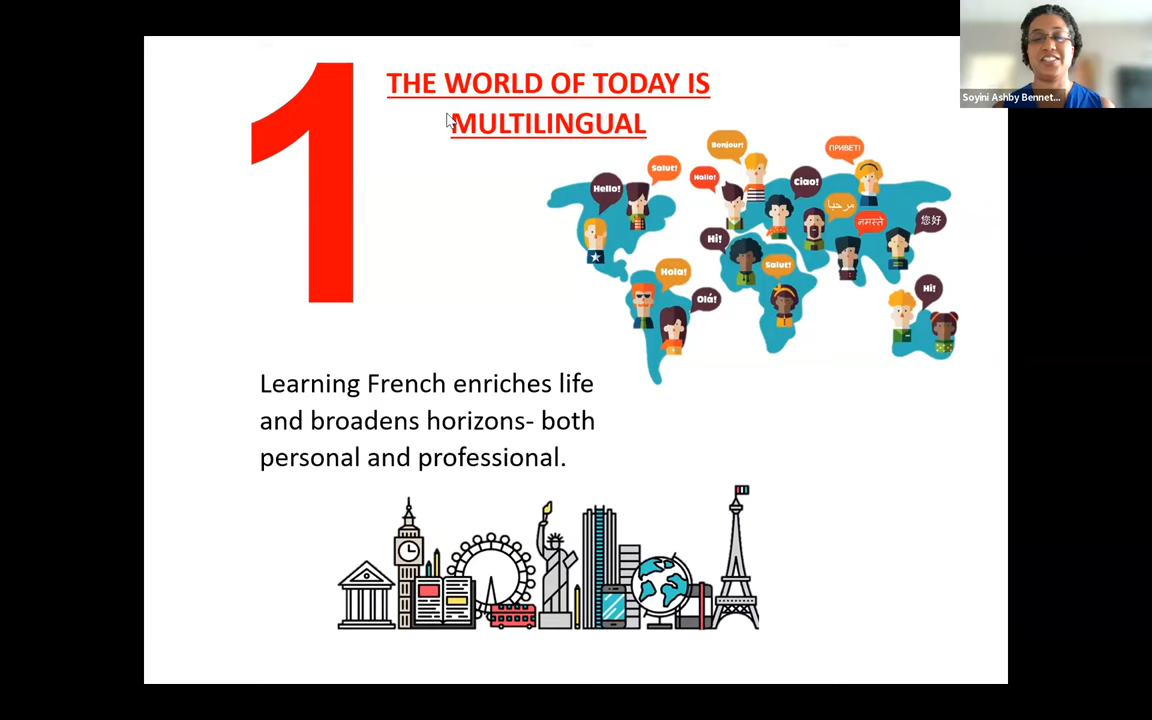 1
THE WORLD OF TODAY IS
MULTILINGUAL
Bonjour!
ПРИВЕТ!
Salut!
Hallo!
Ciao!
Hello!
مرحبا
नमस्ते
您好
Hi!
Salut!
Hola!
Olá!
Hi!
Learning French enriches life
and broadens horizons- both
personal and professional.
Soyini Ashby Bennet...